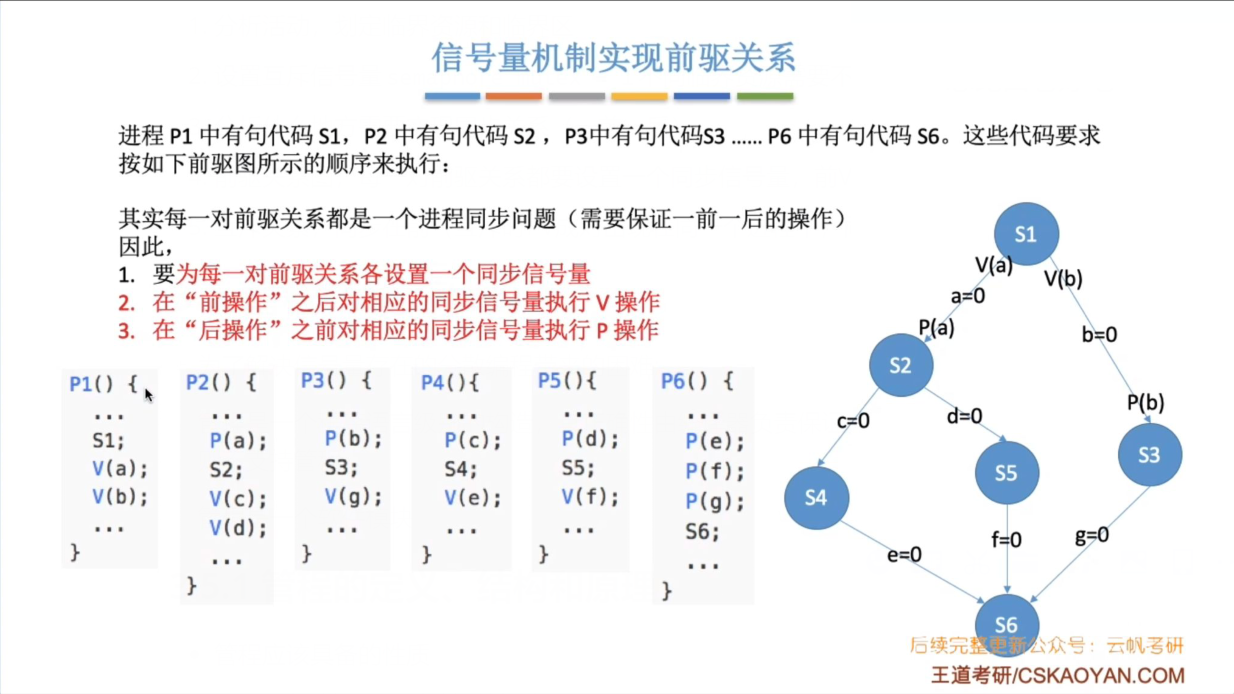 信号量机制实现前驱关系
进程 P1 中有句代码 S1，P2 中有句代码 S2 ，P3中有句代码S3 …… P6 中有句代码 S6。这些代码要求
按如下前驱图所示的顺序来执行：
其实每一对前驱关系都是一个进程同步问题（需要保证一前一后的操作）
因此，
1. 要为每一对前驱关系各设置一个同步信号量
2. 在“前操作”之后对相应的同步信号量执行 V 操作
3. 在“后操作”之前对相应的同步信号量执行 P 操作
P1() {
...
S1;
V(a);
V(b);
...
}
P2() {
...
P(a);
S2;
V(c);
V(d);
...
}
P3() {
...
P(b);
S3;
V(g);
...
}
P4(){
...
P(c);
S4;
V(e);
...
}
P5(){
...
P(d);
S5;
V(f);
...
}
P6() {
...
P(e);
P(f);
P(g);
S6;
...
}
S1
V(a)
V(b)
a=0
P(a)
b=0
S2
P(b)
c=0
d=0
S3
S5
S4
f=0
g=0
e=0
S6
后续完整更新公众号：云帆考研
王道考研/CSKAOYAN.COM